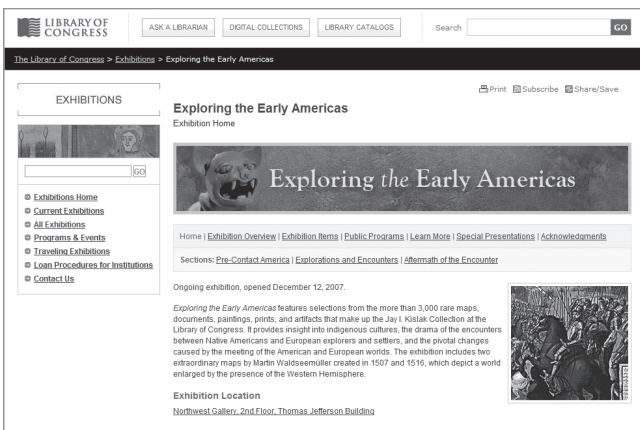 LIBRARY OF
CONGRESS
ASK A LIBRARIAN
DIGITAL COLLECTIONS
LIBRARY CATALOGS
Search
GO
The Library of Congress > Exhibitions > Exploring the Early Americas
EXHIBITIONS
GO
Exhibitions Home
Current Exhibitions
All Exhibitions
Programs & Events
Traveling Exhibitions
Loan Procedures for Institutions
Contact Us
Print Subscribe Share/Save
Exploring the Early Americas
Exhibition Home
Exploring the Early Americas
Home | Exhibition Overview | Exhibition Items | Public Programs | Learn More | Special Presentations | Acknowledgments
Sections: Pre-Contact America | Explorations and Encounters | Aftermath of the Encounter
Ongoing exhibition, opened December 12, 2007.
Exploring the Early Americas features selections from the more than 3,000 rare maps,
documents, paintings, prints, and artifacts that make up the Jay I. Kislak Collection at the
Library of Congress. It provides insight into indigenous cultures, the drama of the encounters
between Native Americans and European explorers and settlers, and the pivotal changes
caused by the meeting of the American and European worlds. The exhibition includes two
extraordinary maps by Martin Waldseemüller created in 1507 and 1516, which depict a world
enlarged by the presence of the Western Hemisphere.
Exhibition Location
Northwest Gallery, 2nd Floor, Thomas Jefferson Building